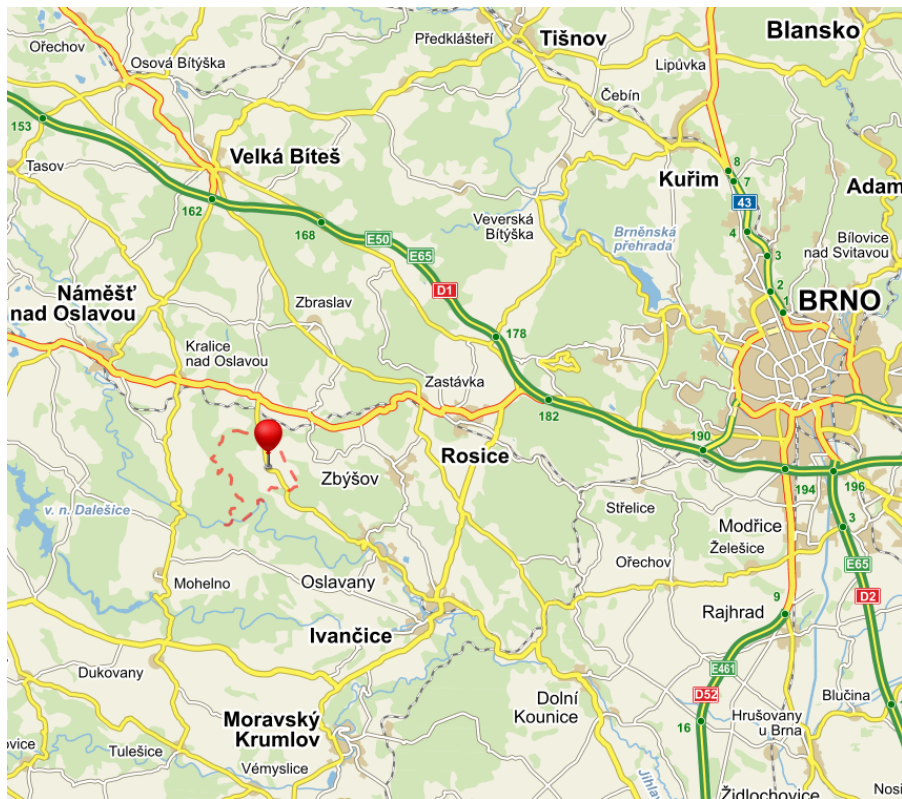 Ořechov
Osová Bítýška
Předklášteří
Tišnov
Blansko
Lipůvka
Čebín
153
Tasov
Velká Bíteš
162
168
E50
E65
D1
Kuřim
8
7
43
4
3
2
1
Adam
Bílovice
nad Svitavou
Veverská
Bítýška
Brněnská
přehrada
BRNO
Náměšť
nad Oslavou
Zbraslav
Kralice
nad Oslavou
178
Zastávka
182
190
Rosice
Zbýšov
194
196
v. n. Dalešice
Střelice
Modřice
Želešice
3
E65
D2
Mohelno
Oslavany
Ořechov
9
Rajhrad
Ivančice
Dukovany
E461
D52
16
Dolní
Kounice
Blučina
Hrušovany
u Brna
Moravský
Krumlov
ovice
Tulešice
Vémyslice
Jihl
Židlochovice
Nosi